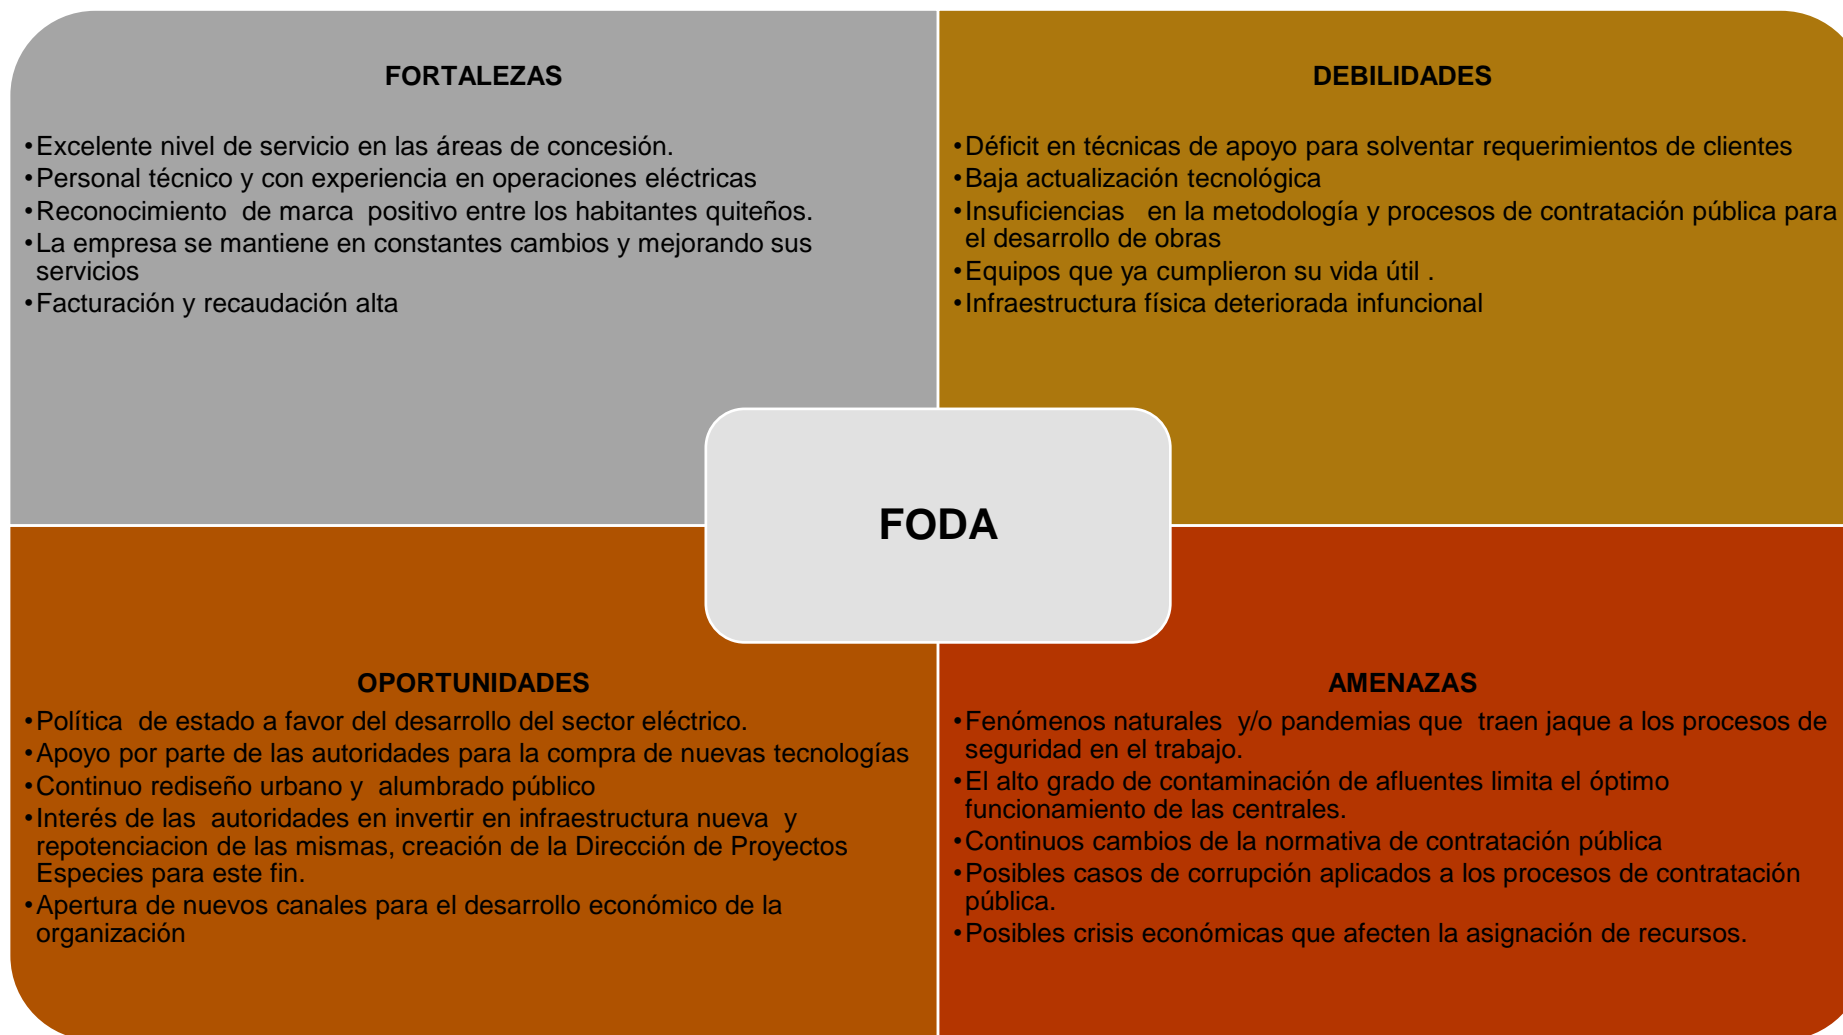 FORTALEZAS
•Excelente nivel de servicio en las áreas de concesión.
•Personal técnico y con experiencia en operaciones eléctricas
•Reconocimiento  de marca  positivo entre los habitantes quiteños.
•La empresa se mantiene en constantes cambios y mejorando sus
servicios
•Facturación y recaudación alta
DEBILIDADES
•Déficit en técnicas de apoyo para solventar requerimientos de clientes
•Baja actualización tecnológica
•Insuficiencias   en la metodología y procesos de contratación pública para
el desarrollo de obras
•Equipos que ya cumplieron su vida útil .
•Infraestructura física deteriorada infuncional
FODA
OPORTUNIDADES
•Política  de estado a favor del desarrollo del sector eléctrico.
•Apoyo por parte de las autoridades para la compra de nuevas tecnologías
•Continuo rediseño urbano y  alumbrado público
•Interés de las  autoridades en invertir en infraestructura nueva  y
repotenciacion de las mismas, creación de la Dirección de Proyectos
Especies para este fin.
•Apertura de nuevos canales para el desarrollo económico de la
organización
AMENAZAS
•Fenómenos naturales  y/o pandemias que  traen jaque a los procesos de
seguridad en el trabajo.
•El alto grado de contaminación de afluentes limita el óptimo
funcionamiento de las centrales.
•Continuos cambios de la normativa de contratación pública
•Posibles casos de corrupción aplicados a los procesos de contratación
pública.
•Posibles crisis económicas que afecten la asignación de recursos.